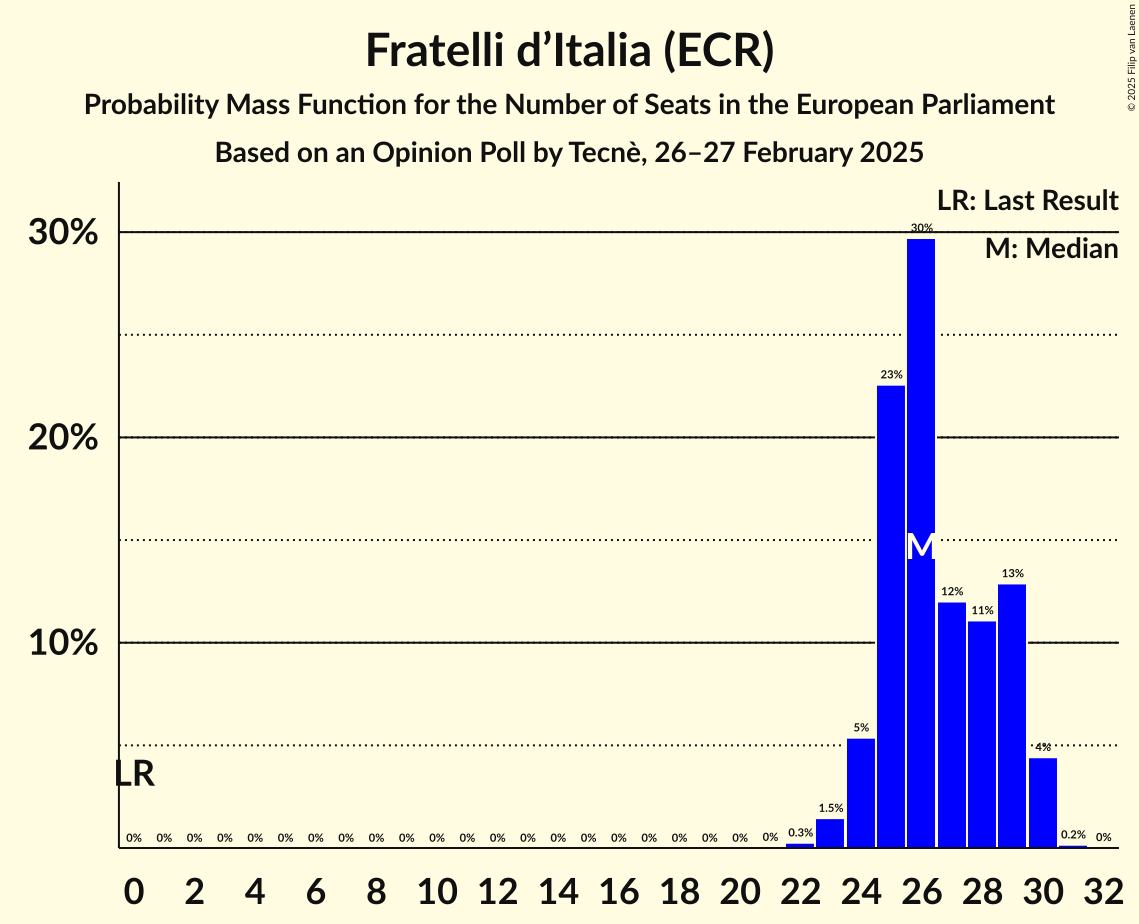 Fratelli d’Italia (ECR)
Probability Mass Function for the Number of Seats in the European Parliament
Based on an Opinion Poll by Tecnè, 26–27 February 2025
© 2025 Filip van Laenen
LR: Last Result
M: Median
30%
20%
10%
30%
23%
M
13%
12%
11%
5%
4%
LR
1.5%
0% 0% 0% 0% 0% 0% 0% 0% 0% 0% 0% 0% 0% 0% 0% 0% 0% 0% 0% 0% 0% 0% 0.3% 0.2% 0%
0 2 4 6 8 10 12 14 16 18 20 22 24 26 28 30 32